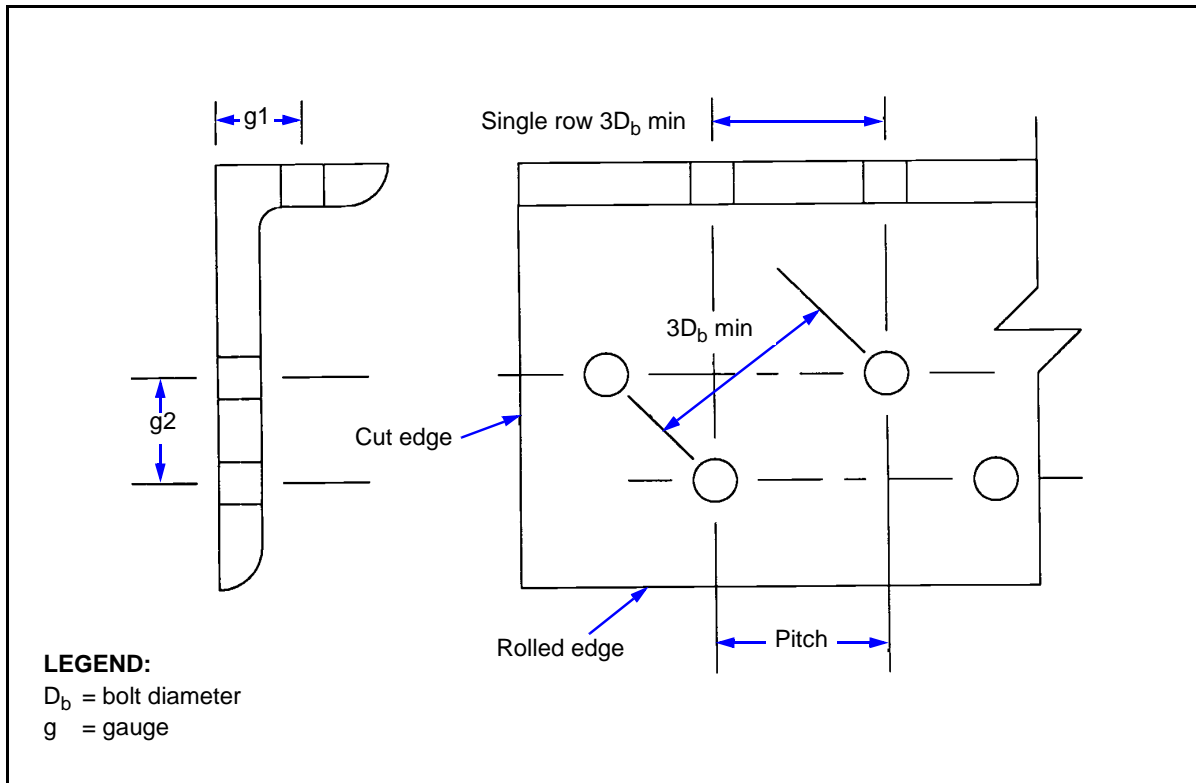 g1
Single row 3Db min
3Db min
g2
Cut edge
Rolled edge
Pitch
LEGEND:
Db = bolt diameter
g = gauge